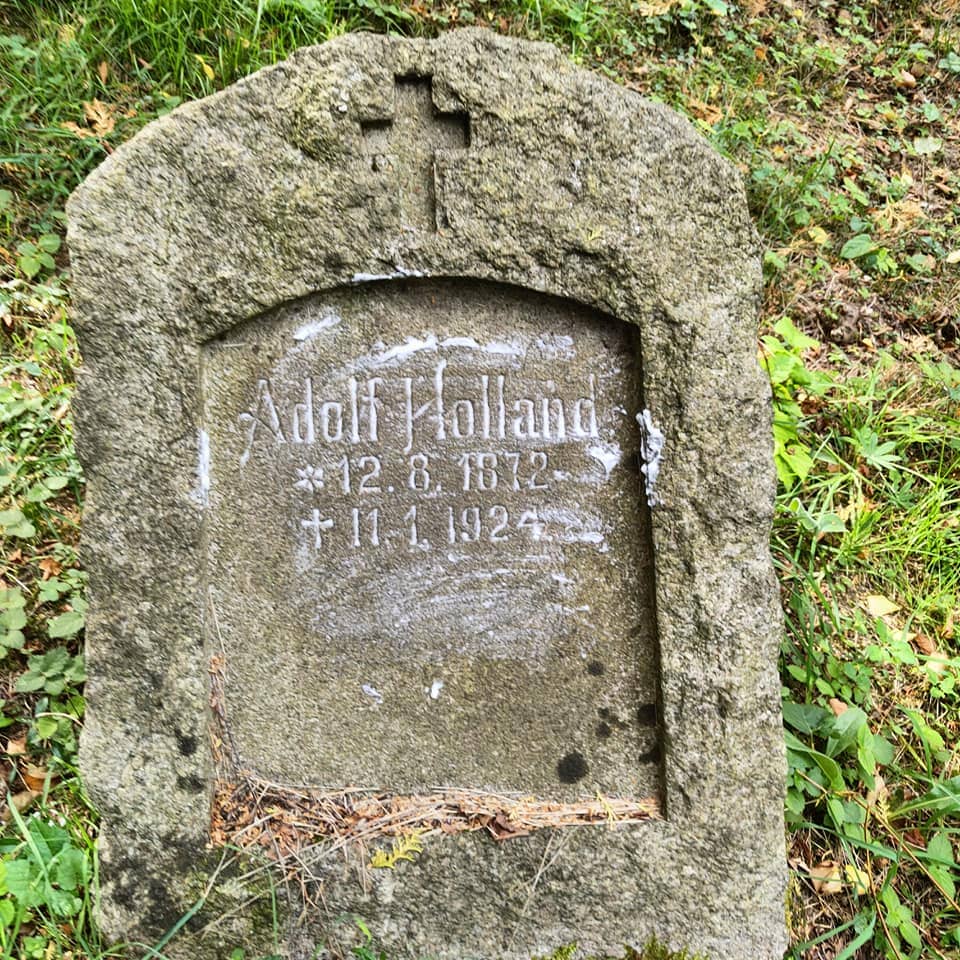 Adolf Holland
* 12. 8. 1872
† 11. 1. 1924